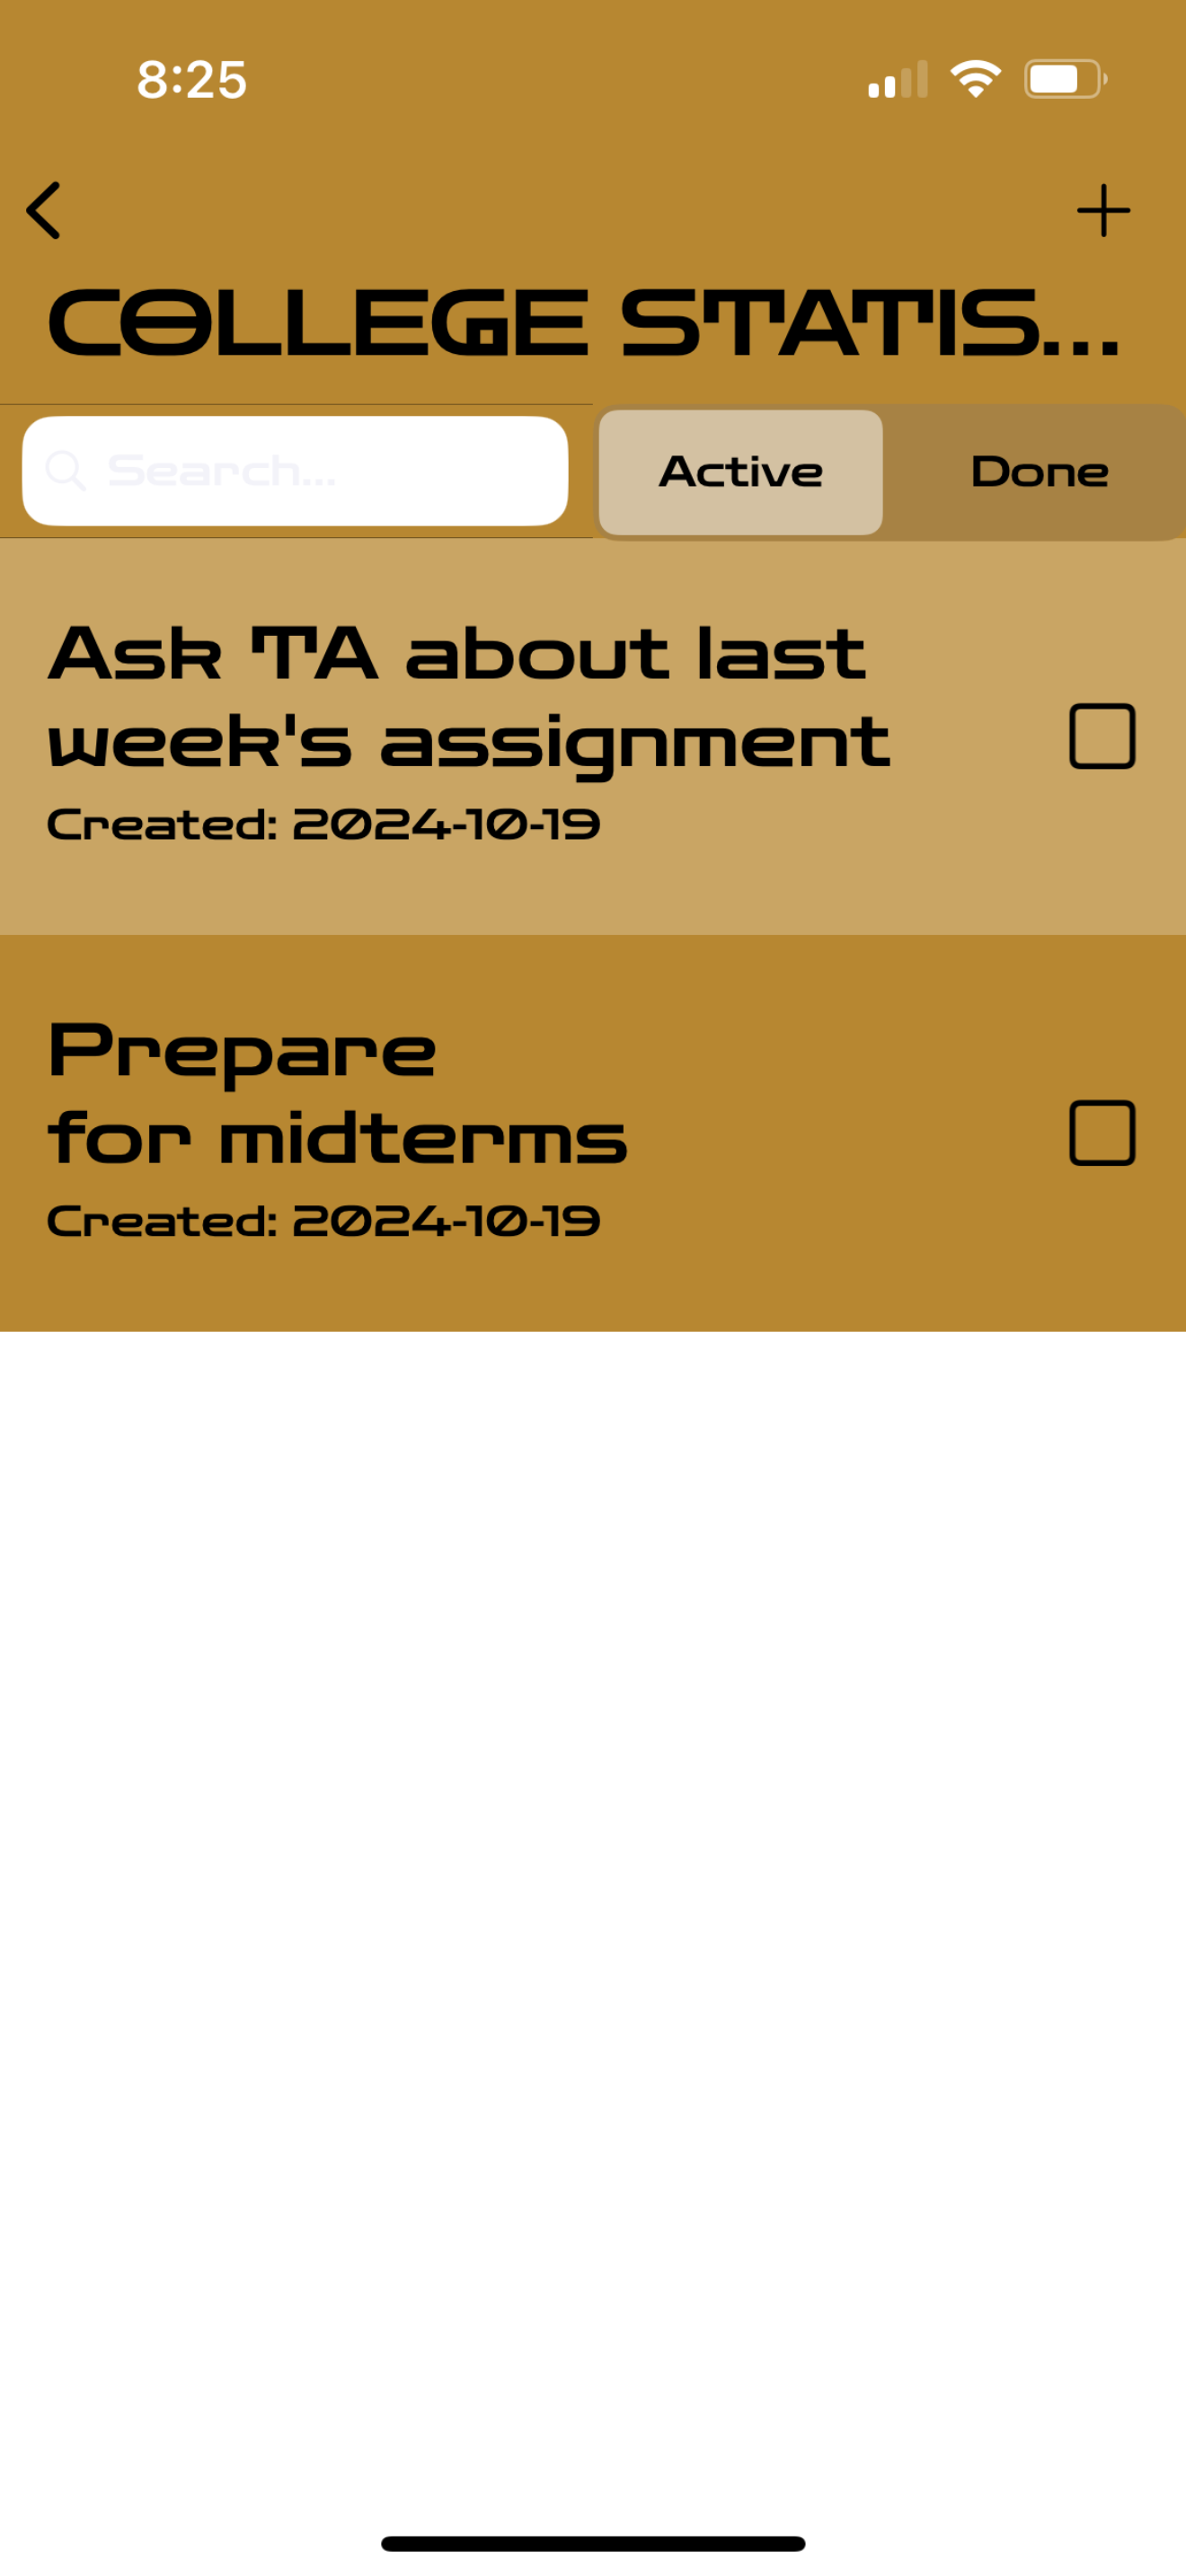 8:25
COLLEGE STATIS...
Search...
Active
Done
Ask TA about last
week's assignment
Created: 2024-10-19
Prepare
for midterms
Created: 2024-10-19